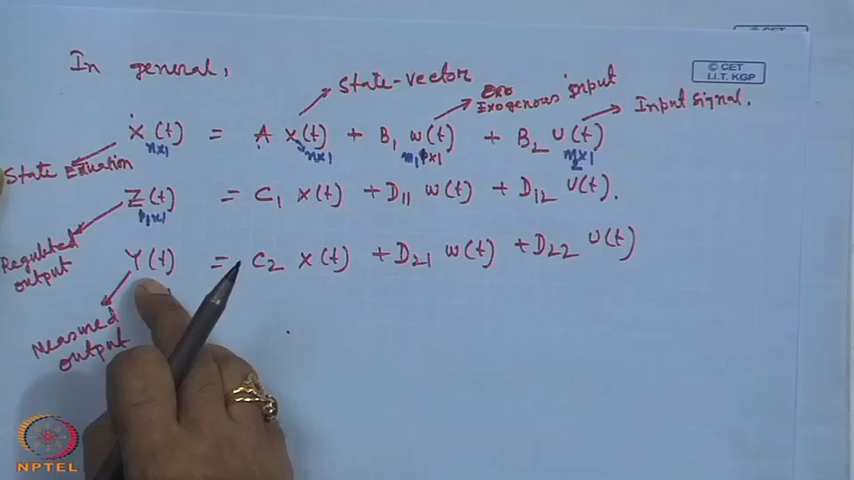 © CET
I.I.T. KGP
In general,
State-vector
Exo
Exogenous input
Input signal.
Ẋ(t) = A X(t) + B₁ w(t) + B₂ U(t)
n×1 n×1 m₁×1 m₂×1
State Equation
Z(t) = C₁ X(t) + D₁₁ w(t) + D₁₂ U(t).
p₁×1
Regulated
output
Y(t) = C₂ X(t) + D₂₁ w(t) + D₂₂ U(t)
Measured
output
NPTEL